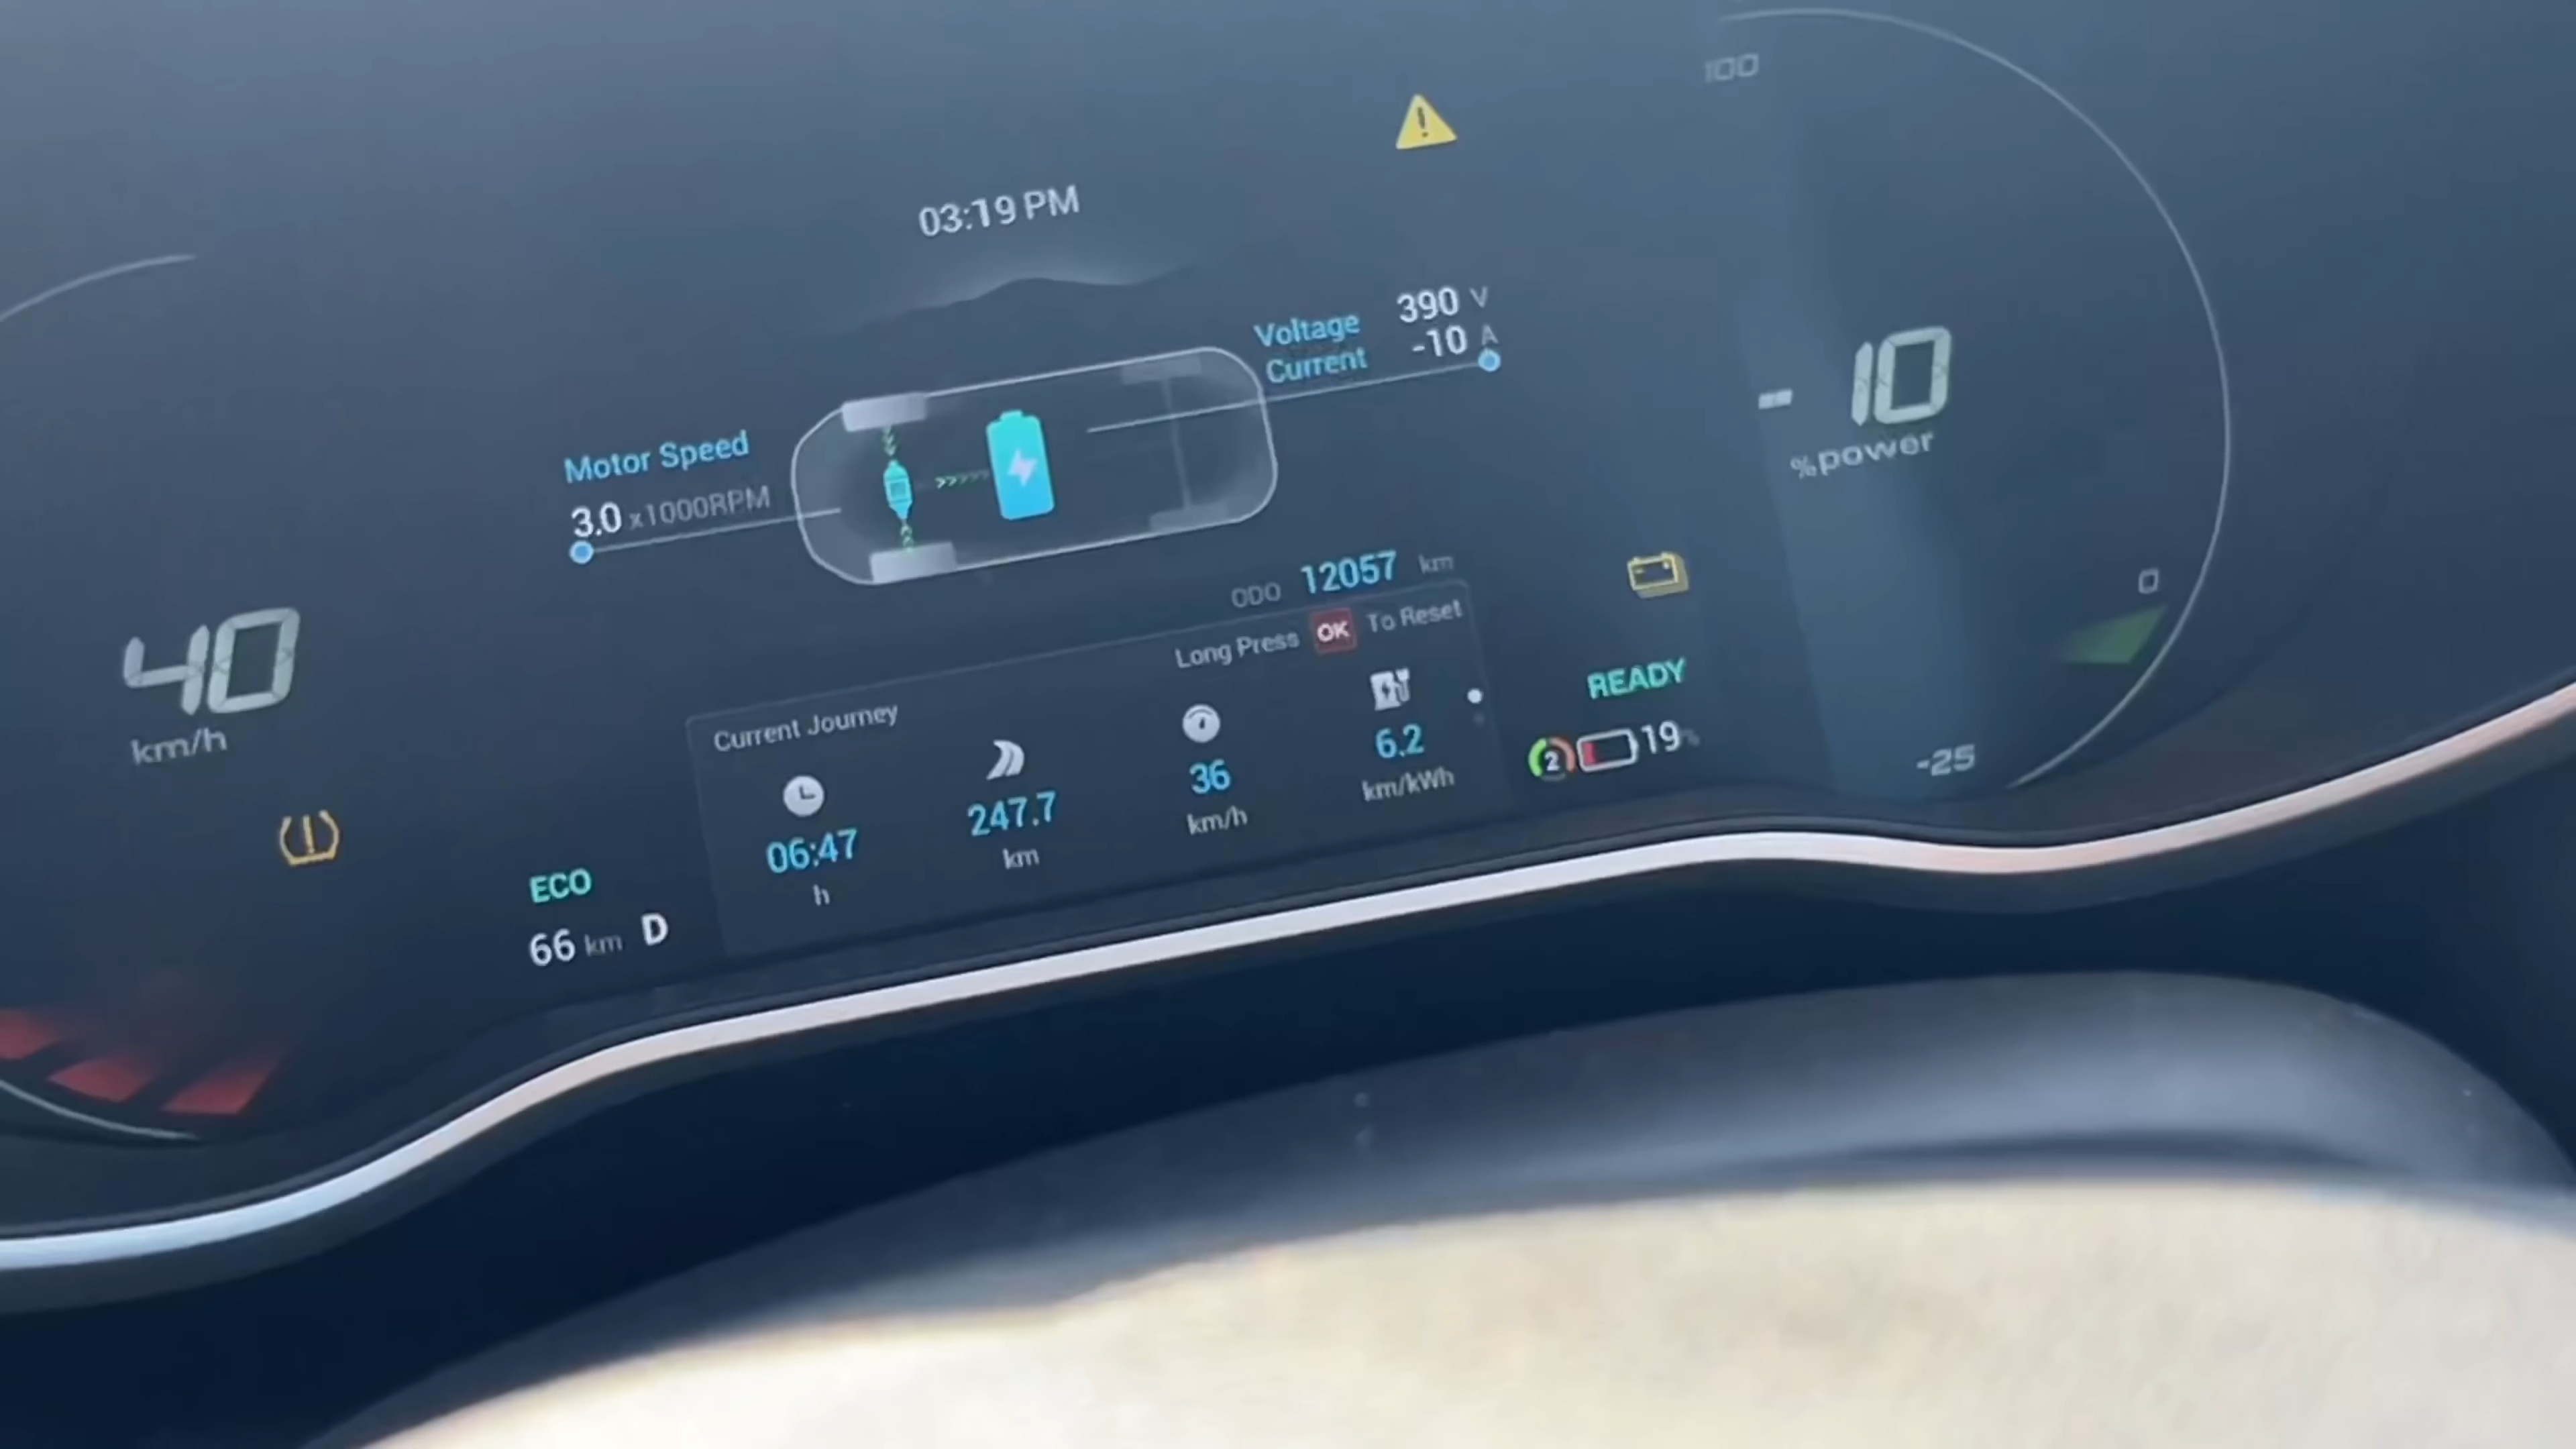 100
03:19 PM
Voltage 390 V
Current -10 A
- 10
%power
Motor Speed
3.0 x1000RPM
ODO 12057 km
0
40
km/h
Long Press OK To Reset
READY
Current Journey
2 19%
-25
06:47
h
247.7
km
36
km/h
6.2
km/kWh
ECO
66 km D